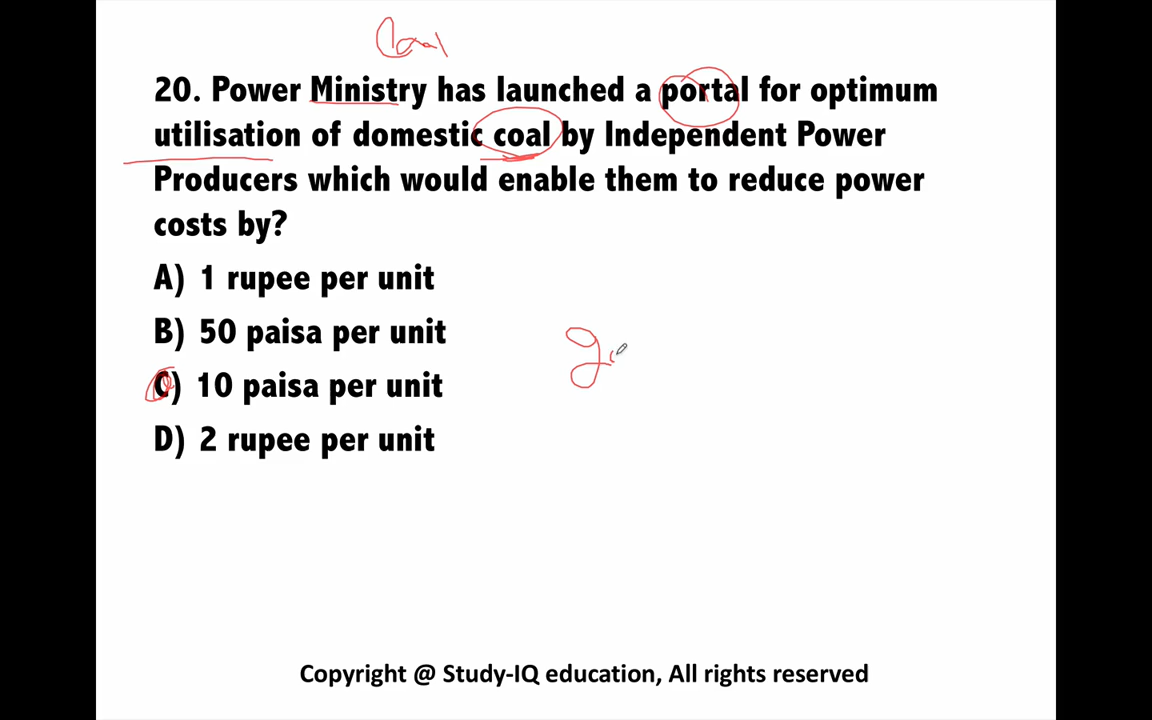 Coal
20. Power Ministry has launched a portal for optimum
utilisation of domestic coal by Independent Power
Producers which would enable them to reduce power
costs by?
A) 1 rupee per unit
B) 50 paisa per unit
C) 10 paisa per unit
D) 2 rupee per unit
Copyright @ Study-IQ education, All rights reserved